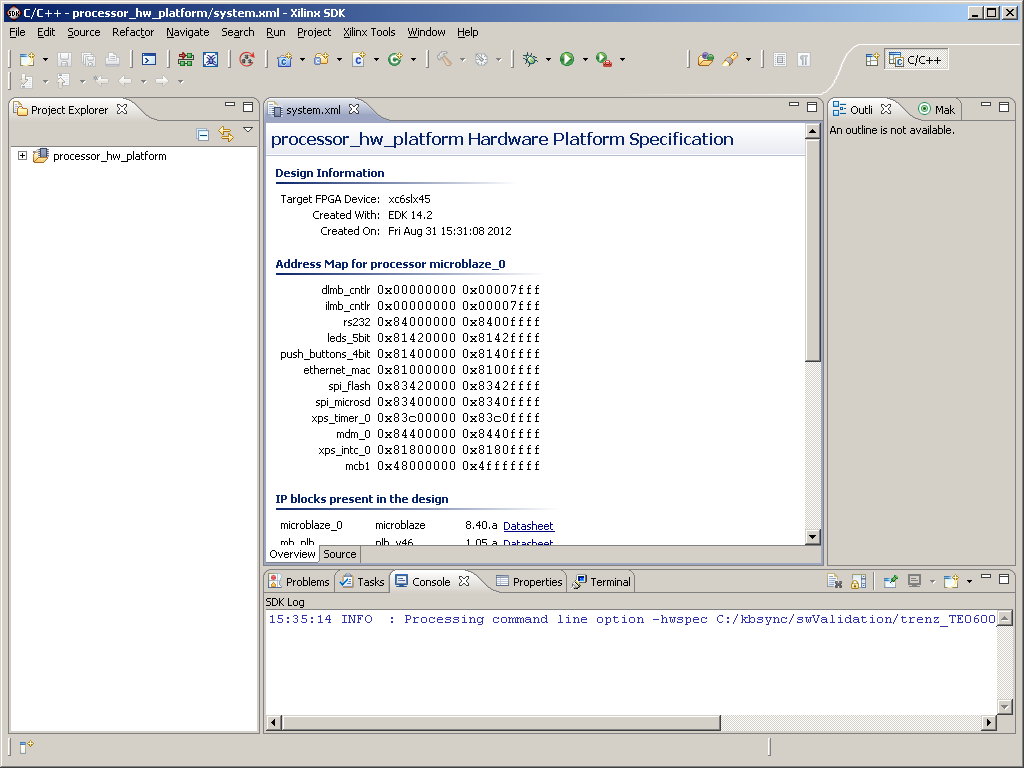 C/C++ - processor_hw_platform/system.xml - Xilinx SDK
File Edit Source Refactor Navigate Search Run Project Xilinx Tools Window Help
C/C++
Project Explorer
processor_hw_platform
system.xml
processor_hw_platform Hardware Platform Specification
Design Information
Target FPGA Device: xc6slx45
Created With: EDK 14.2
Created On: Fri Aug 31 15:31:08 2012
Address Map for processor microblaze_0
dlmb_cntlr 0x00000000 0x00007fff
ilmb_cntlr 0x00000000 0x00007fff
rs232 0x84000000 0x8400ffff
leds_5bit 0x81420000 0x8142ffff
push_buttons_4bit 0x81400000 0x8140ffff
ethernet_mac 0x81000000 0x8100ffff
spi_flash 0x83420000 0x8342ffff
spi_microsd 0x83400000 0x8340ffff
xps_timer_0 0x83c00000 0x83c0ffff
mdm_0 0x84400000 0x8440ffff
xps_intc_0 0x81800000 0x8180ffff
mcb1 0x48000000 0x4fffffff
IP blocks present in the design
microblaze_0 microblaze 8.40.a Datasheet
mb_plb plb_v46 1.05.a Datasheet
Overview Source
Outli Mak
An outline is not available.
Problems Tasks Console Properties Terminal
SDK Log
15:35:14 INFO : Processing command line option -hwspec C:/kbsync/swValidation/trenz_TE0600